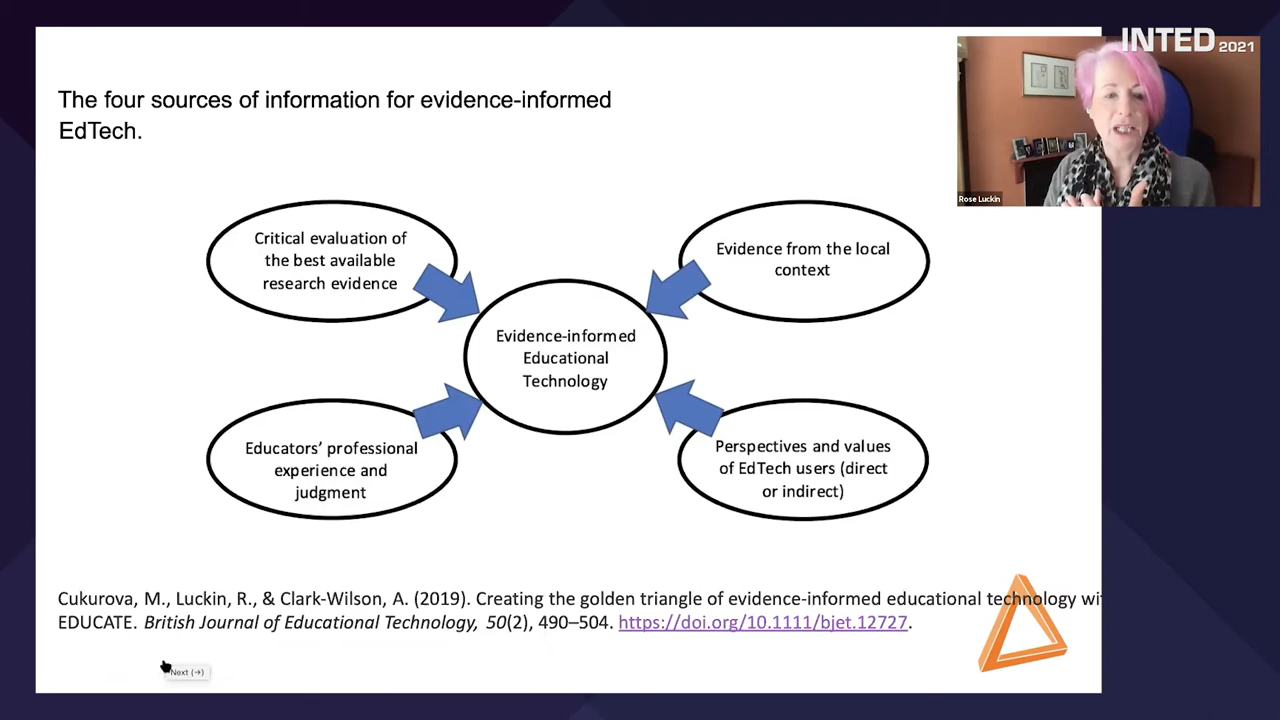 INTED 2021
The four sources of information for evidence-informed
EdTech.
Rose Luckin
Critical evaluation of
the best available
research evidence
Evidence from the local
context
Evidence-informed
Educational
Technology
Educators' professional
experience and
judgment
Perspectives and values
of EdTech users (direct
or indirect)
Cukurova, M., Luckin, R., & Clark-Wilson, A. (2019). Creating the golden triangle of evidence-informed educational technology wi
EDUCATE. British Journal of Educational Technology, 50(2), 490–504. https://doi.org/10.1111/bjet.12727.
Next (→)